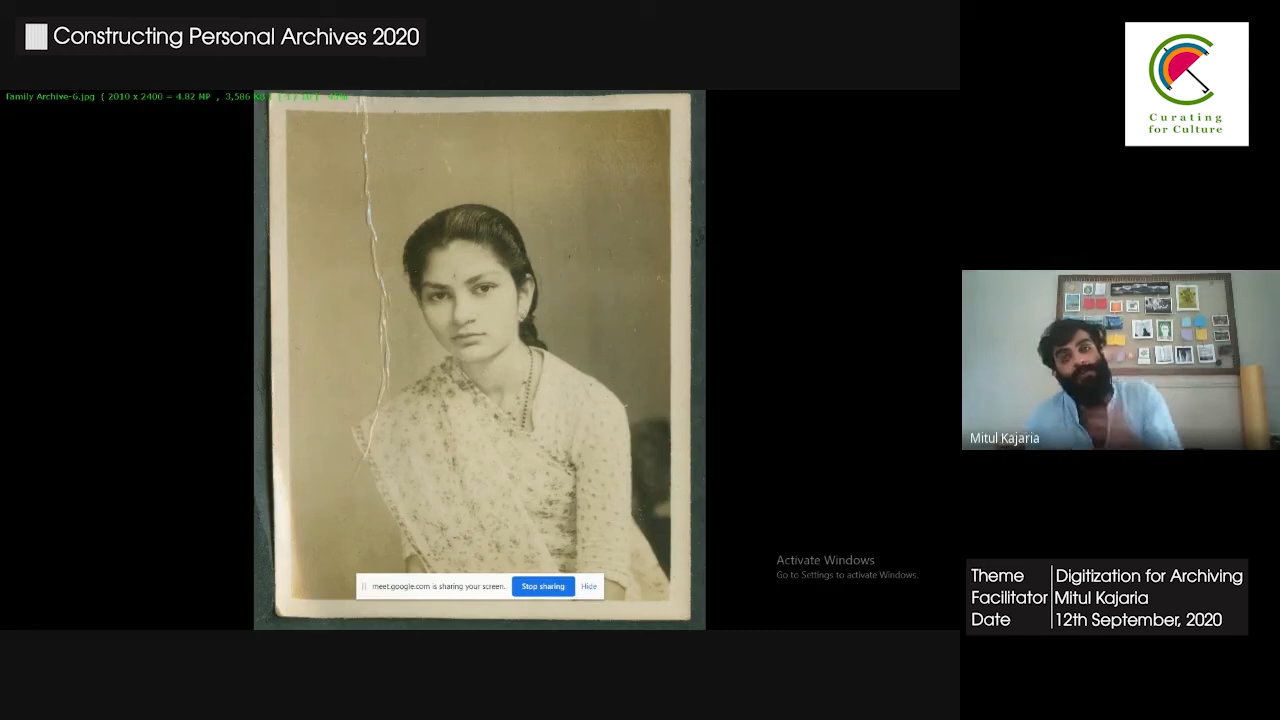 Constructing Personal Archives 2020
Curating
for Culture
Family Archive-6.jpg ( 2010 x 2400 = 4.82 MP , 3,586 KB
Mitul Kajaria
Activate Windows
Go to Settings to activate Windows.
meet.google.com is sharing your screen. Stop sharing Hide
Theme Digitization for Archiving
Facilitator Mitul Kajaria
Date 12th September, 2020